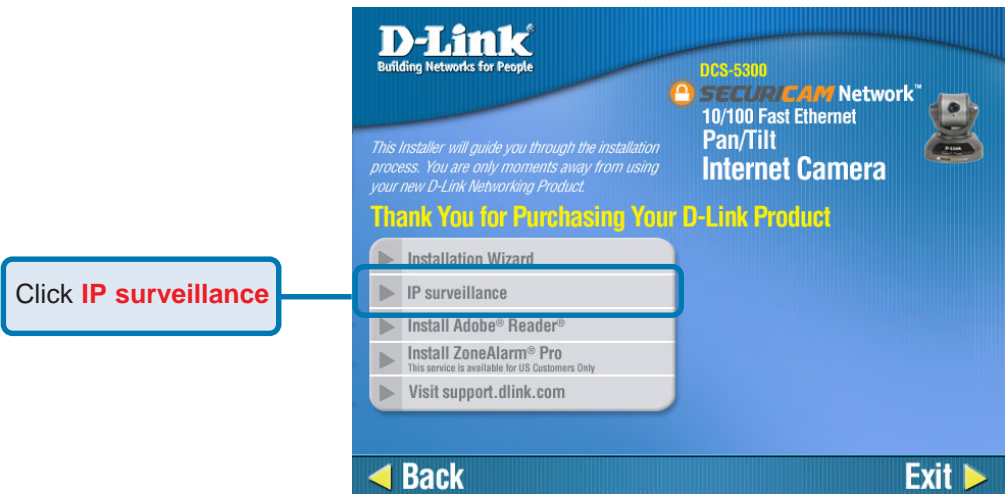 D-Link®
Building Networks for People
DCS-5300
SECURICAM Network™
10/100 Fast Ethernet
Pan/Tilt
Internet Camera
D-Link
This Installer will guide you through the installation
process. You are only moments away from using
your new D-Link Networking Product.
Thank You for Purchasing Your D-Link Product
Installation Wizard
Click IP surveillance
IP surveillance
Install Adobe® Reader®
Install ZoneAlarm® Pro
This service is available for US Customers Only
Visit support.dlink.com
Back
Exit